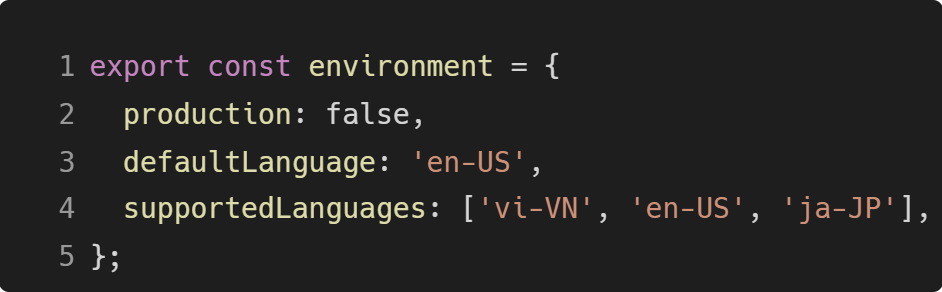 1 export const environment = {
2   production: false,
3   defaultLanguage: 'en-US',
4   supportedLanguages: ['vi-VN', 'en-US', 'ja-JP'],
5 };